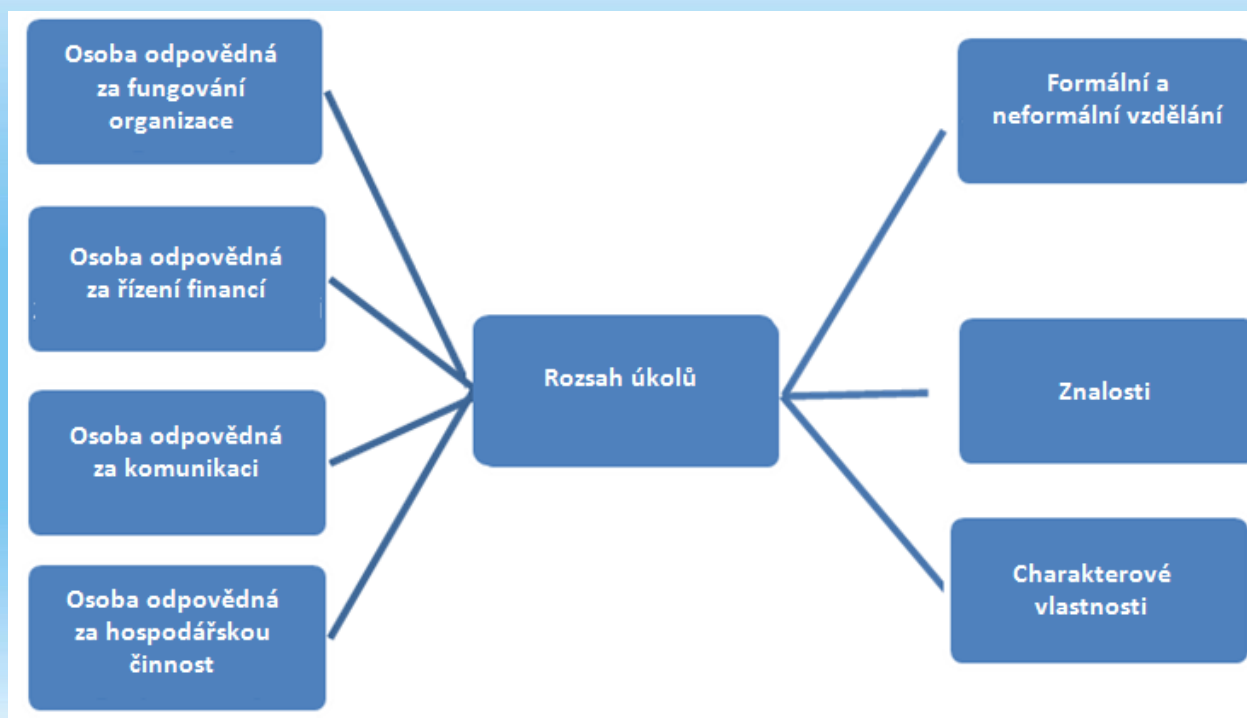 Osoba odpovědná
za fungování
organizace
Osoba odpovědná
za řízení financí
Osoba odpovědná
za komunikaci
Osoba odpovědná
za hospodářskou
činnost
Rozsah úkolů
Formální a
neformální vzdělání
Znalosti
Charakterové
vlastnosti